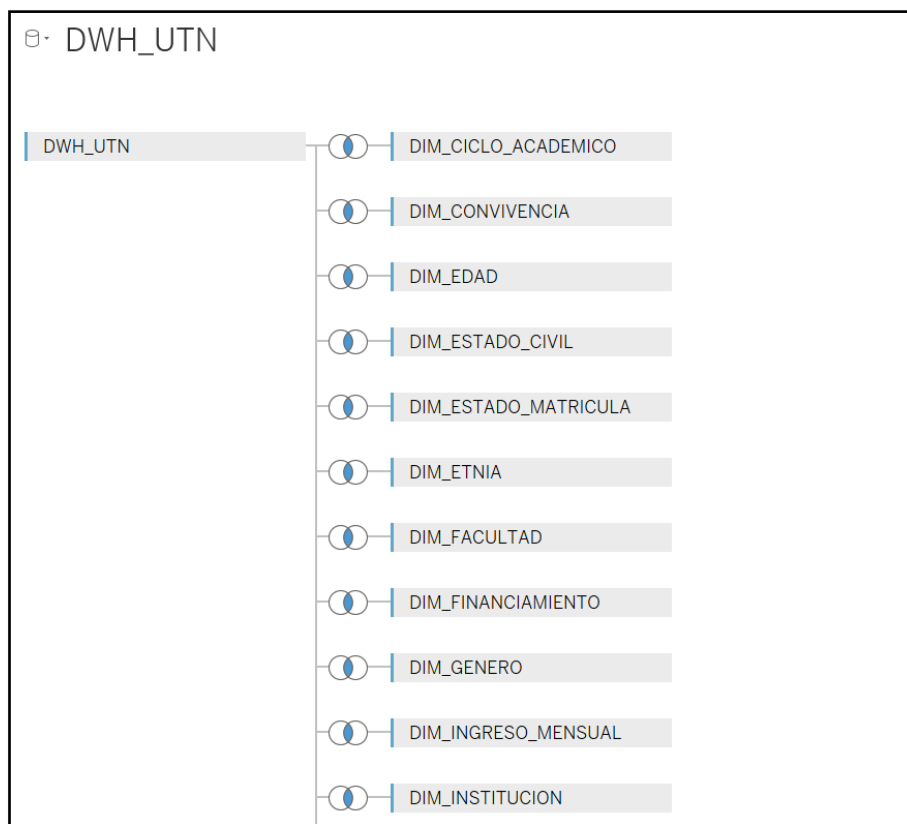 DWH_UTN
DWH_UTN
DIM_CICLO_ACADEMICO
DIM_CONVIVENCIA
DIM_EDAD
DIM_ESTADO_CIVIL
DIM_ESTADO_MATRICULA
DIM_ETNIA
DIM_FACULTAD
DIM_FINANCIAMIENTO
DIM_GENERO
DIM_INGRESO_MENSUAL
DIM_INSTITUCION